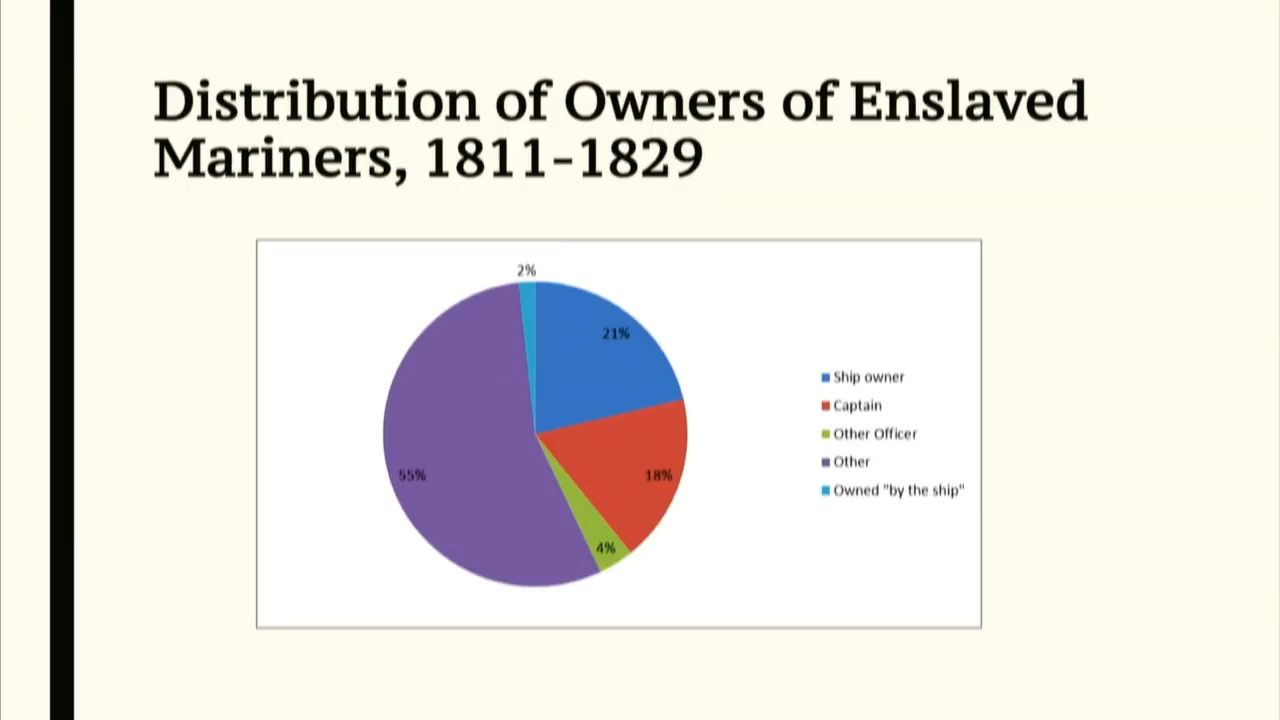 Distribution of Owners of Enslaved
Mariners, 1811-1829
2%
21%
55%
18%
4%
Ship owner
Captain
Other Officer
Other
Owned "by the ship"